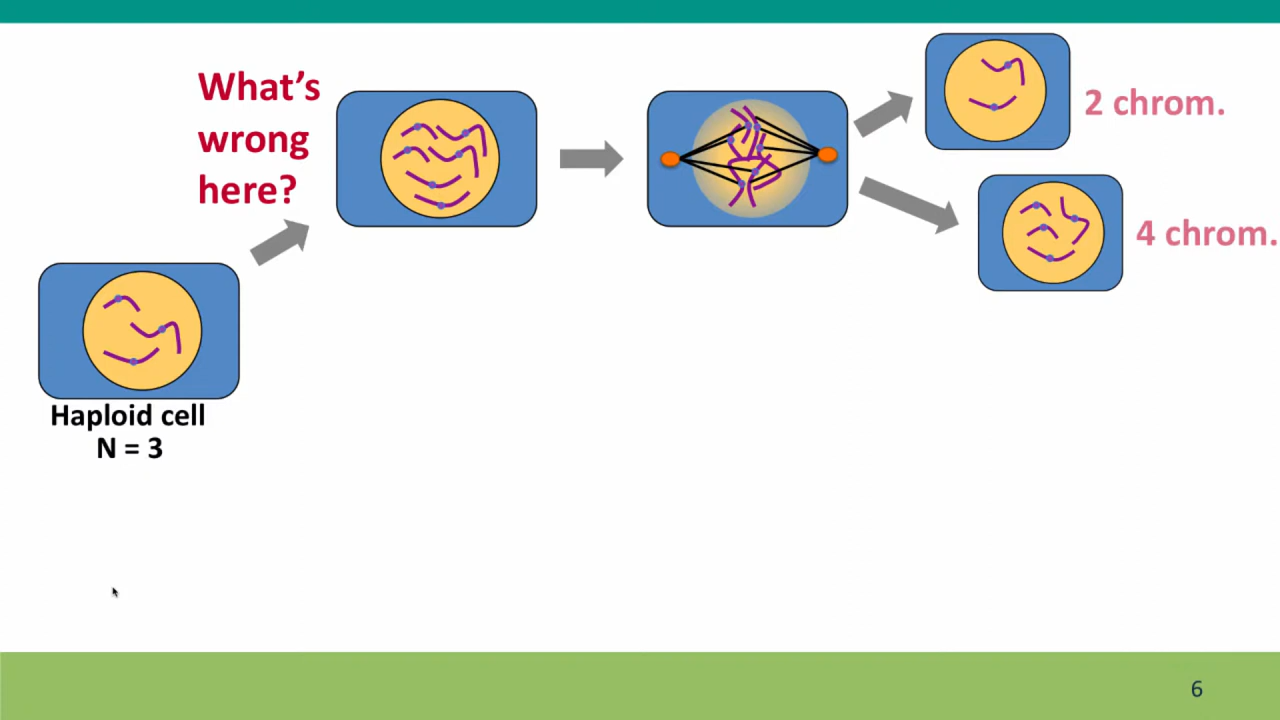 What’s
wrong
here?
2 chrom.
4 chrom.
Haploid cell
N = 3
6